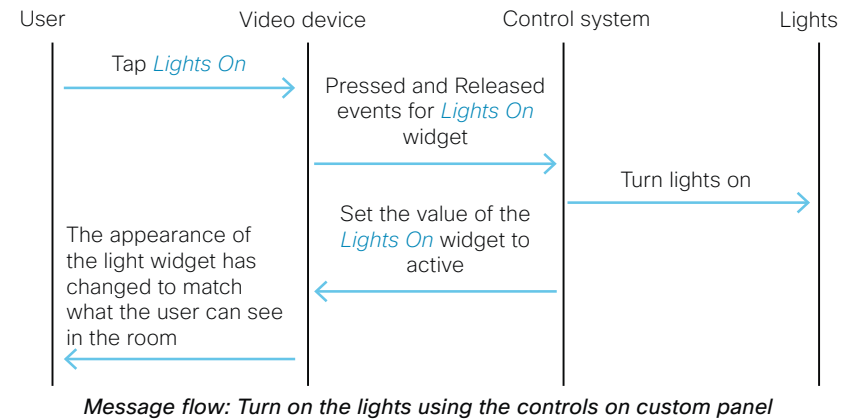 User
Video device
Control system
Lights
Tap Lights On
Pressed and Released
events for Lights On
widget
Turn lights on
Set the value of the
Lights On widget to
active
The appearance of
the light widget has
changed to match
what the user can see
in the room
Message flow: Turn on the lights using the controls on custom panel